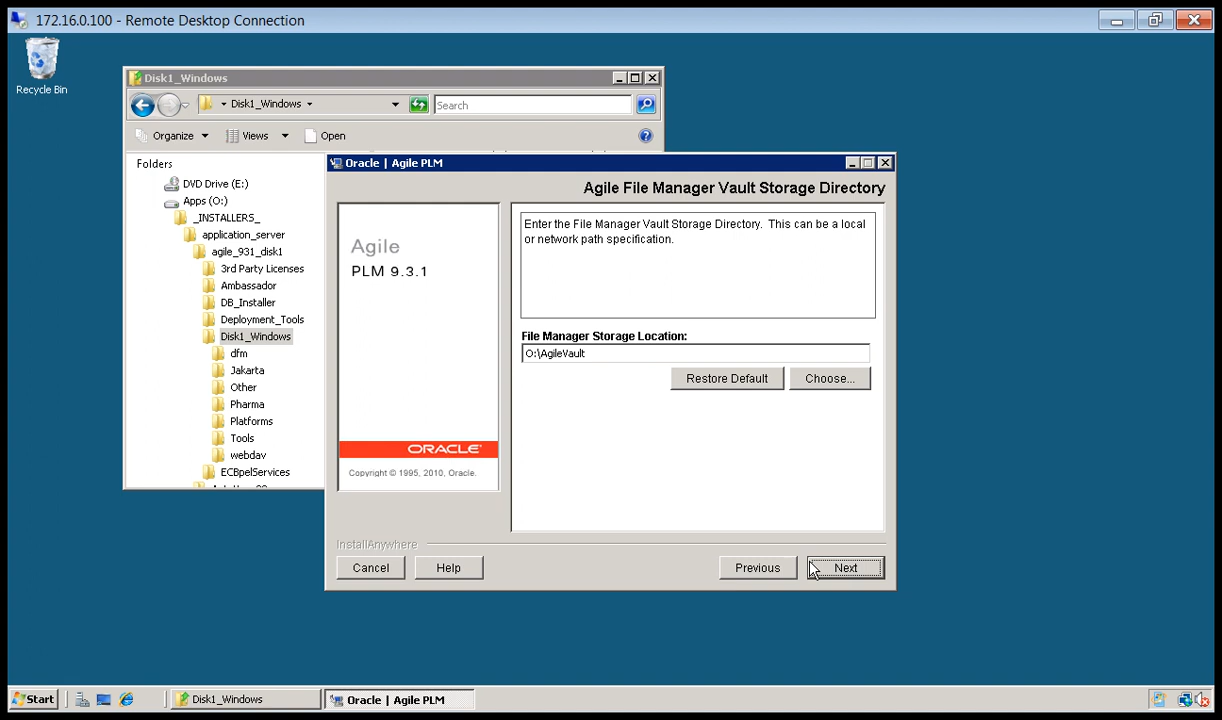 172.16.0.100 - Remote Desktop Connection
Recycle Bin
Disk1_Windows
Disk1_Windows
Search
Organize
Views
Open
Folders
DVD Drive (E:)
Apps (O:)
_INSTALLERS_
application_server
agile_931_disk1
3rd Party Licenses
Ambassador
DB_Installer
Deployment_Tools
Disk1_Windows
dfm
Jakarta
Other
Pharma
Platforms
Tools
webdav
ECBpelServices
Oracle | Agile PLM
Agile File Manager Vault Storage Directory
Agile
PLM 9.3.1
ORACLE
Copyright © 1995, 2010, Oracle.
Enter the File Manager Vault Storage Directory. This can be a local
or network path specification.
File Manager Storage Location:
O:\AgileVault
Restore Default
Choose...
InstallAnywhere
Cancel
Help
Previous
Next
Start
Disk1_Windows
Oracle | Agile PLM